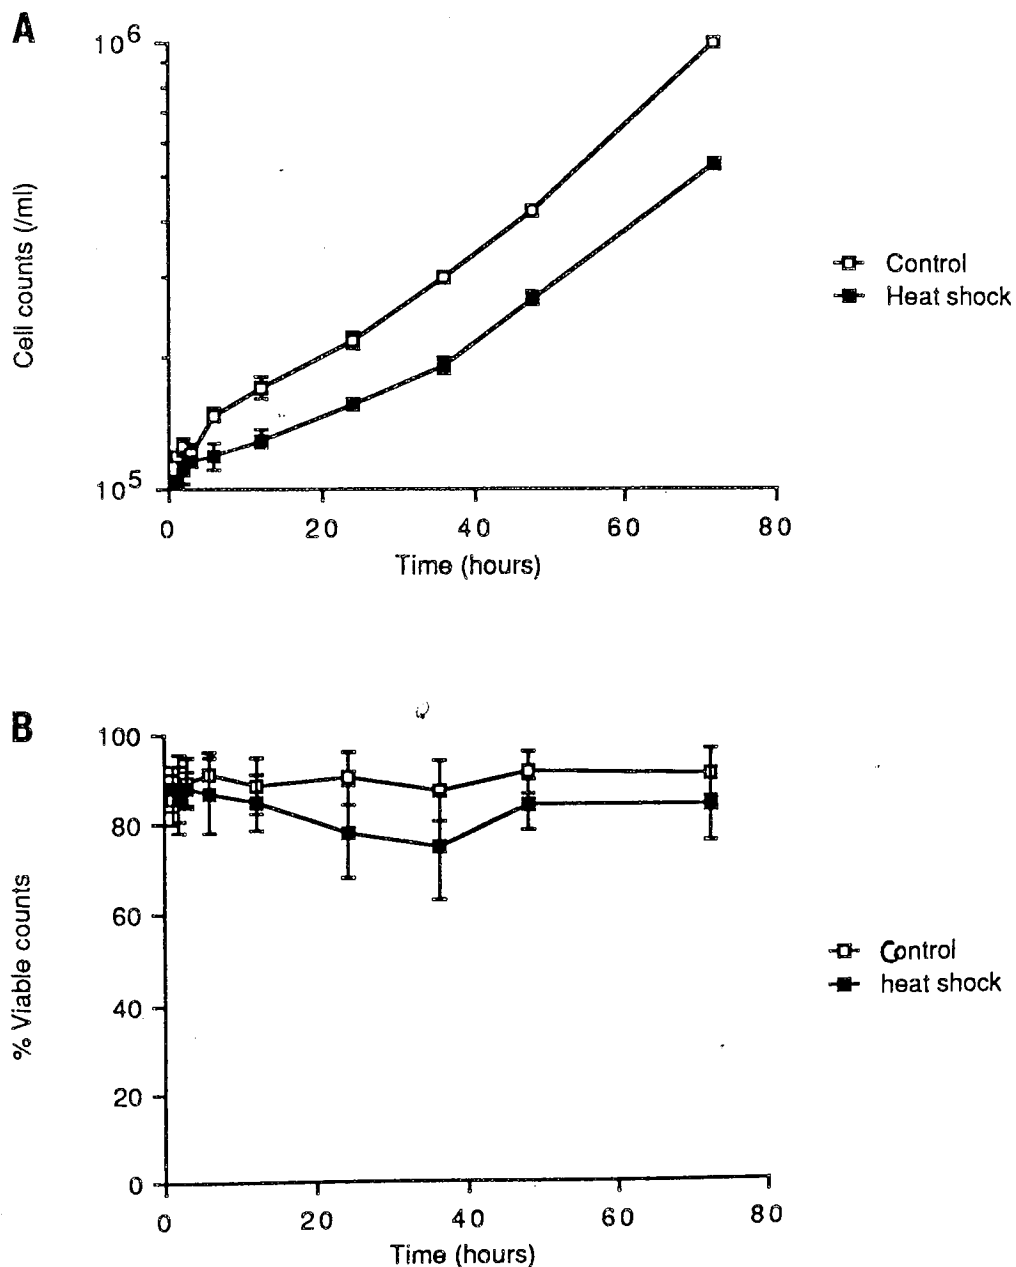 A
10^6
Cell counts (/ml)
10^5
0 20 40 60 80
Time (hours)
Control
Heat shock
B
100
80
60
40
20
0
% Viable counts
0 20 40 60 80
Time (hours)
Control
heat shock